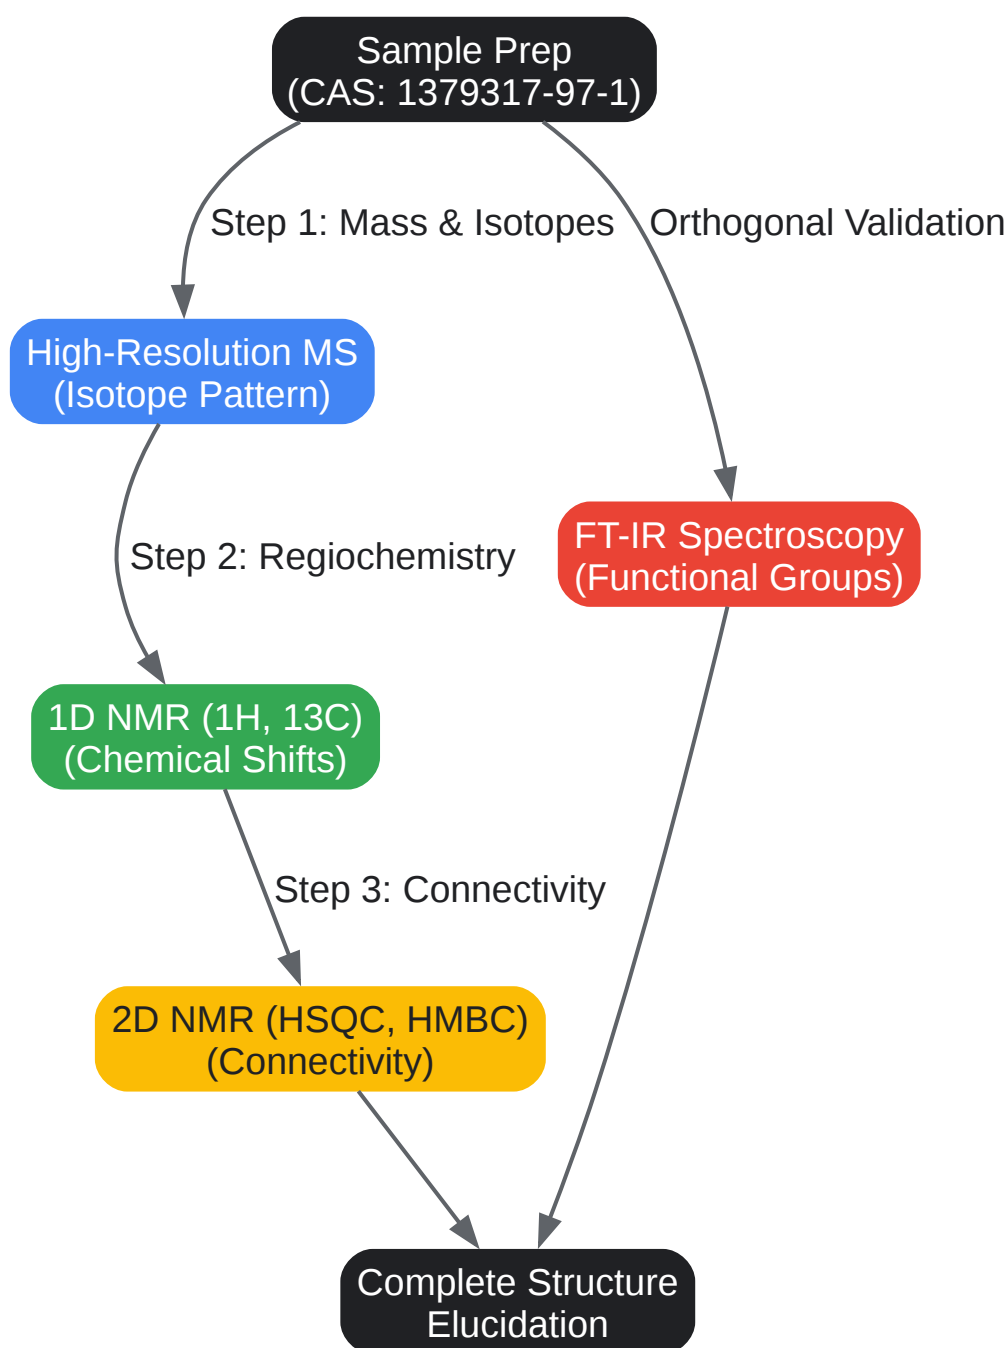 Sample Prep
(CAS: 1379317-97-1)
Step 1: Mass & Isotopes
Orthogonal Validation
High-Resolution MS
(Isotope Pattern)
Step 2: Regiochemistry
FT-IR Spectroscopy
(Functional Groups)
1D NMR (1H, 13C)
(Chemical Shifts)
Step 3: Connectivity
2D NMR (HSQC, HMBC)
(Connectivity)
Complete Structure
Elucidation